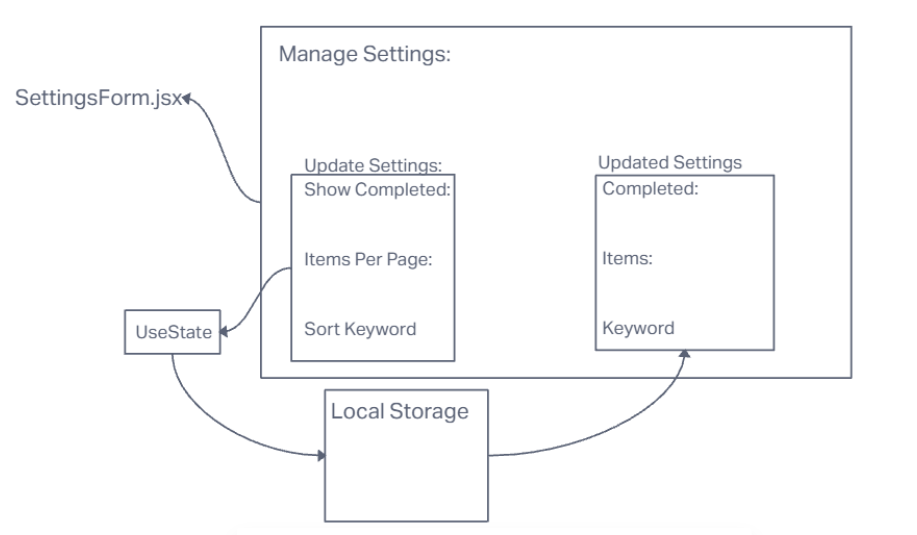 Manage Settings:
SettingsForm.jsx
Update Settings:
Show Completed:
Items Per Page:
Sort Keyword
Updated Settings
Completed:
Items:
Keyword
UseState
Local Storage